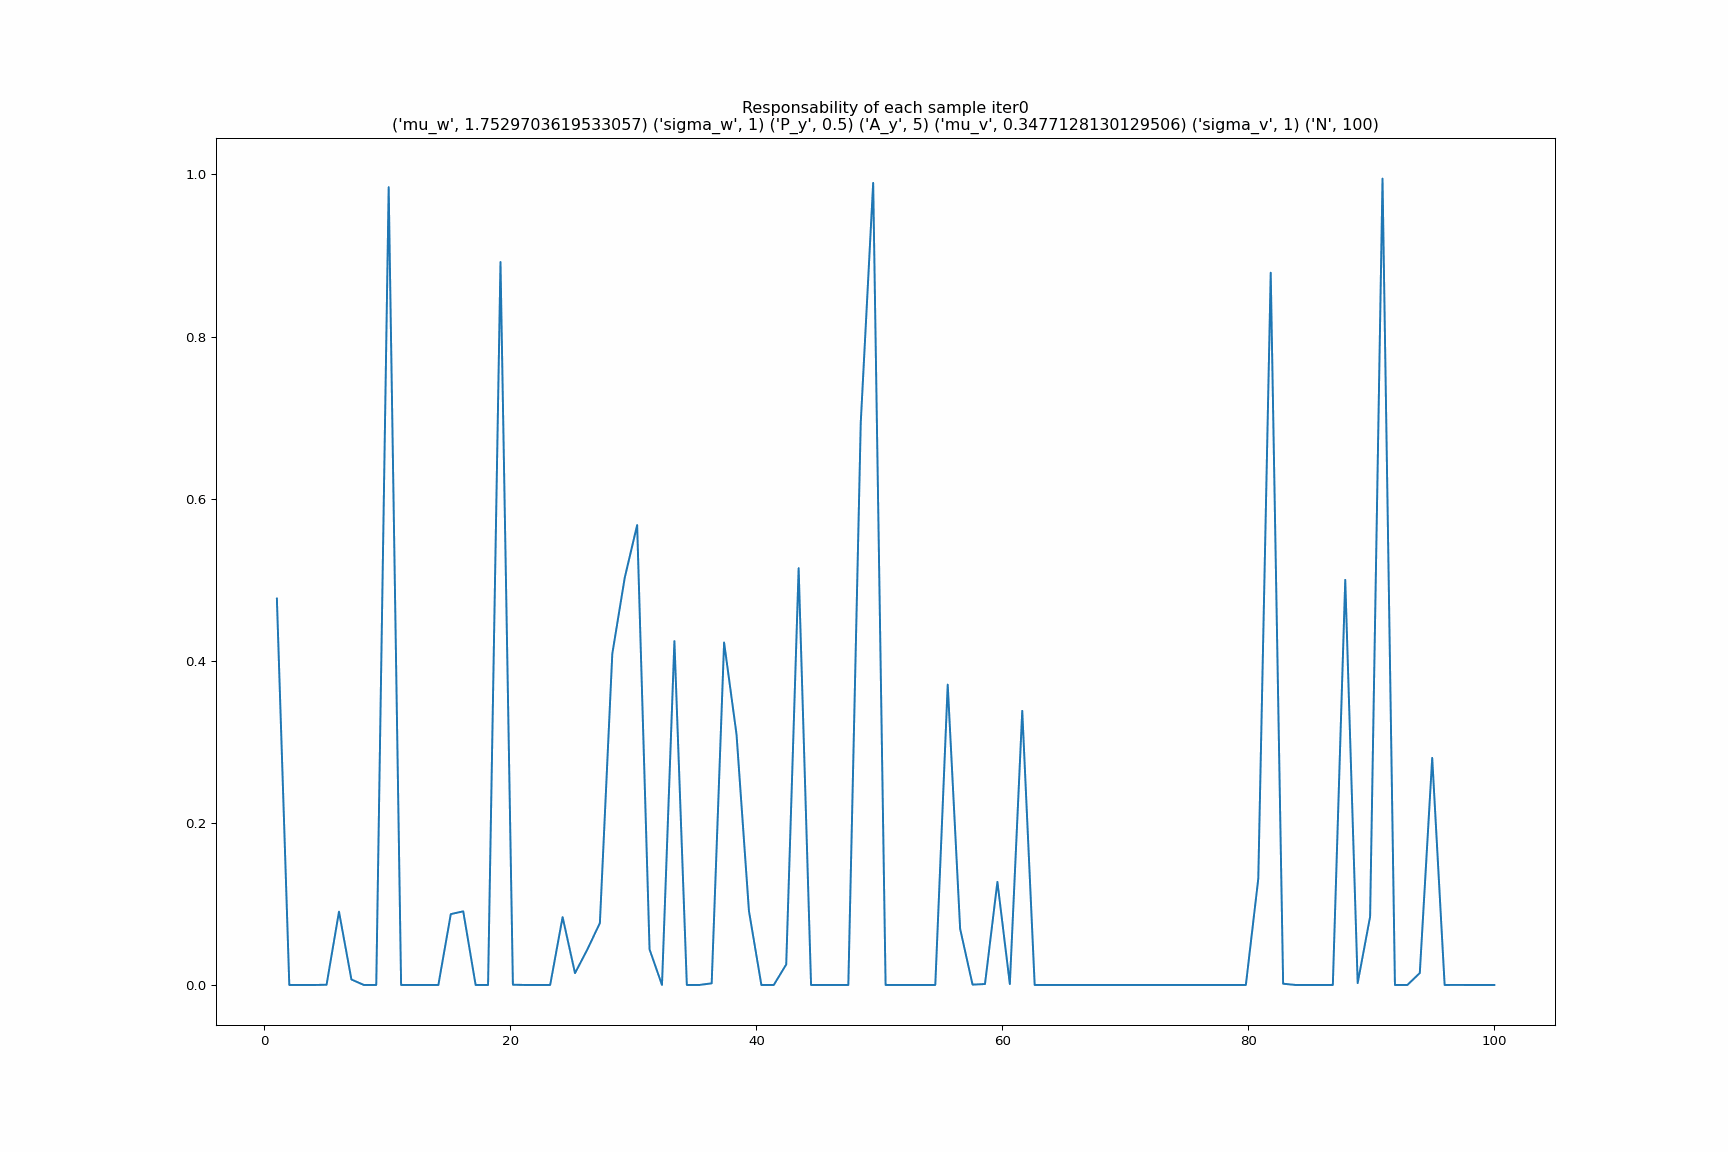 Responsability of each sample iter0
('mu_w', 1.7529703619533057) ('sigma_w', 1) ('P_y', 0.5) ('A_y', 5) ('mu_v', 0.3477128130129506) ('sigma_v', 1) ('N', 100)
1.0
0.8
0.6
0.4
0.2
0.0
0 20 40 60 80 100